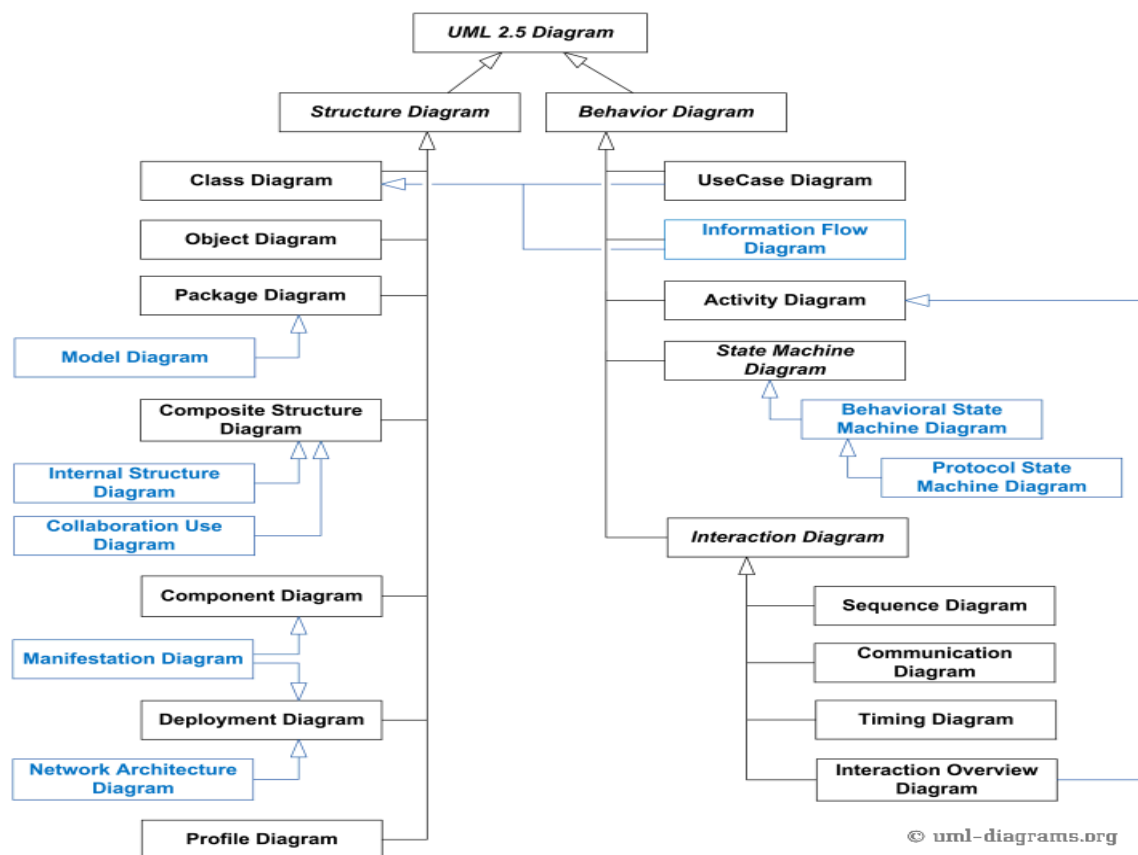 UML 2.5 Diagram
Structure Diagram
Behavior Diagram
Class Diagram
UseCase Diagram
Object Diagram
Information Flow
Diagram
Package Diagram
Activity Diagram
Model Diagram
State Machine
Diagram
Composite Structure
Diagram
Behavioral State
Machine Diagram
Internal Structure
Diagram
Protocol State
Machine Diagram
Collaboration Use
Diagram
Interaction Diagram
Component Diagram
Sequence Diagram
Manifestation Diagram
Communication
Diagram
Deployment Diagram
Timing Diagram
Network Architecture
Diagram
Interaction Overview
Diagram
Profile Diagram
© uml-diagrams.org